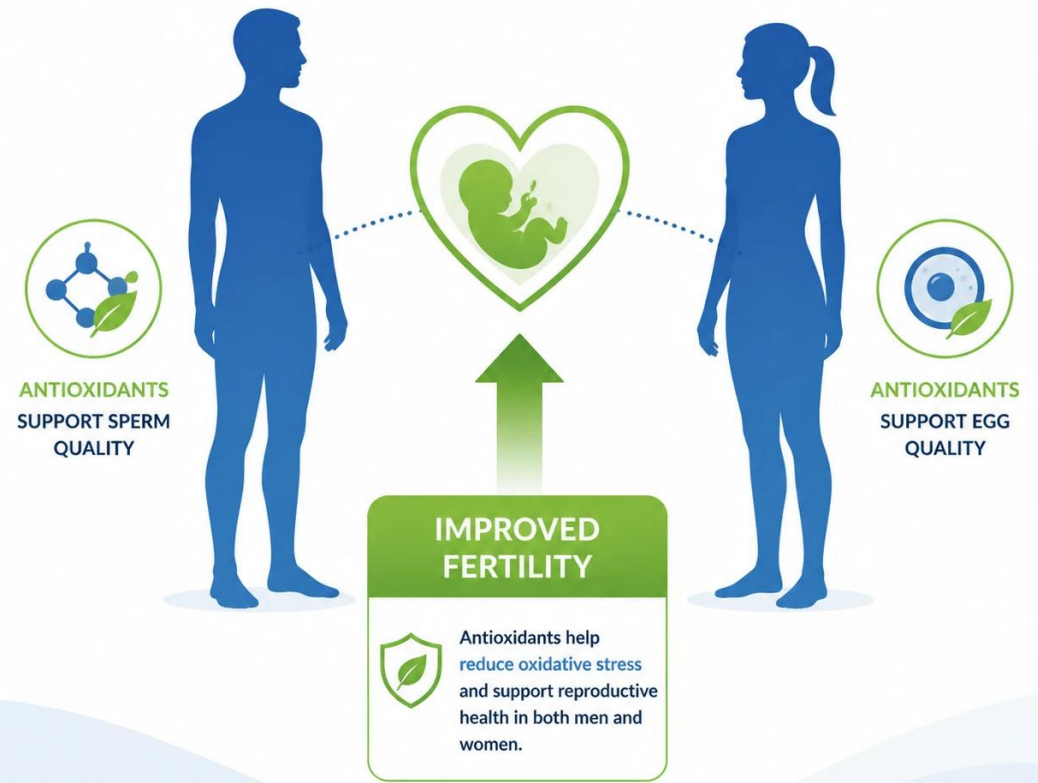 ANTIOXIDANTS
SUPPORT SPERM
QUALITY
ANTIOXIDANTS
SUPPORT EGG
QUALITY
IMPROVED
FERTILITY
Antioxidants help
reduce oxidative stress
and support reproductive
health in both men and
women.